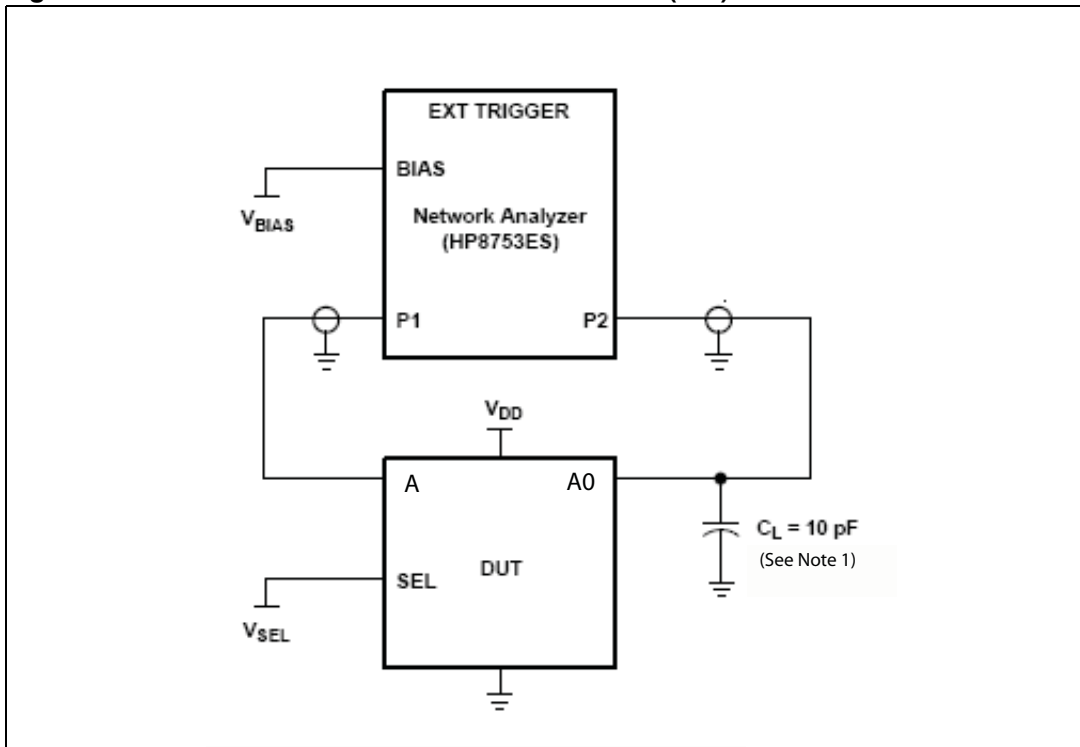 EXT TRIGGER
BIAS
VBIAS
Network Analyzer
(HP8753ES)
P1
P2
VDD
A
A0
CL = 10 pF
(See Note 1)
DUT
SEL
VSEL